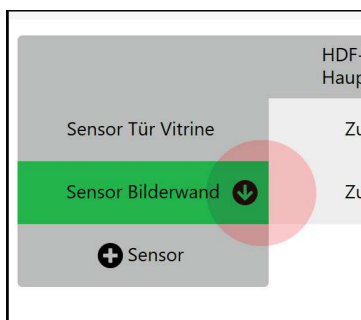 HDF-
Haup
Sensor Tür Vitrine
Zu
Sensor Bilderwand
Zu
Sensor